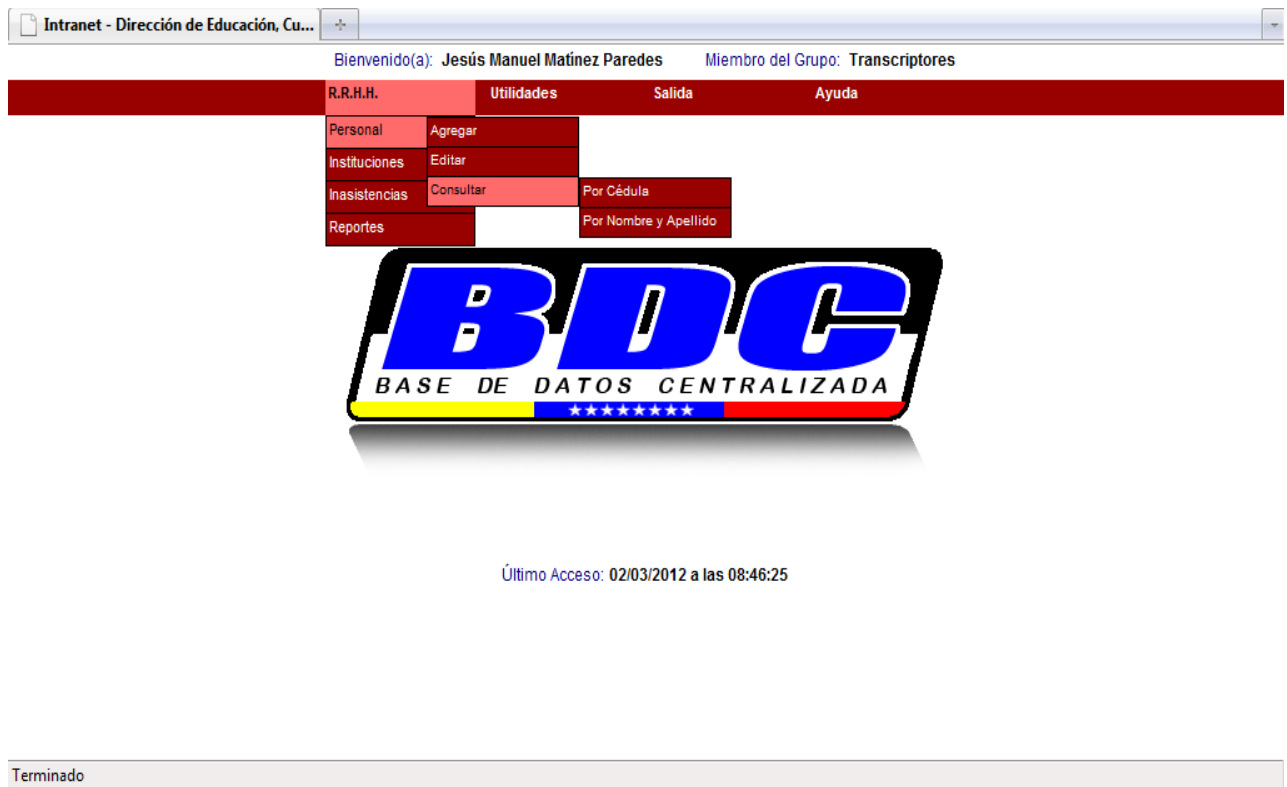 Intranet - Dirección de Educación, Cu...
Bienvenido(a): Jesús Manuel Matínez Paredes Miembro del Grupo: Transcriptores
R.R.H.H. Utilidades Salida Ayuda
Personal Agregar
Instituciones Editar
Inasistencias Consultar Por Cédula
Reportes Por Nombre y Apellido
BDC
BASE DE DATOS CENTRALIZADA
Último Acceso: 02/03/2012 a las 08:46:25
Terminado